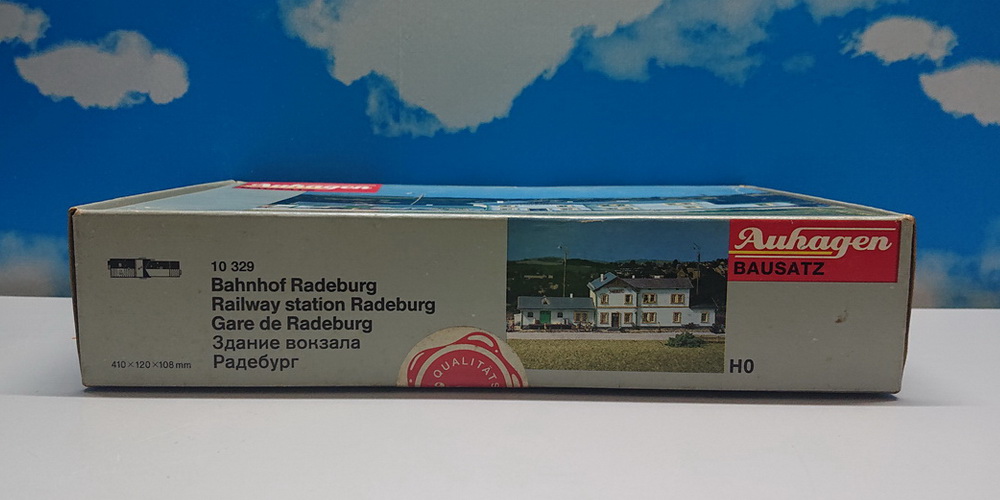 Auhagen
10 329
Bahnhof Radeburg
Railway station Radeburg
Gare de Radeburg
Здание вокзала
Радебург
410×120×108 mm
QUALITÄTS
Auhagen
BAUSATZ
H0